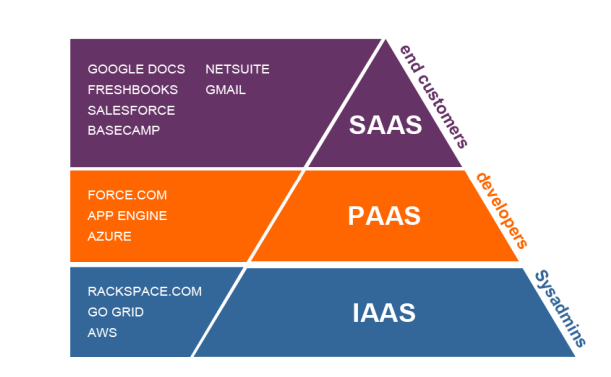 GOOGLE DOCS NETSUITE
FRESHBOOKS GMAIL
SALESFORCE
BASECAMP
SAAS
end customers
FORCE.COM
APP ENGINE
AZURE
PAAS
developers
RACKSPACE.COM
GO GRID
AWS
IAAS
Sysadmins